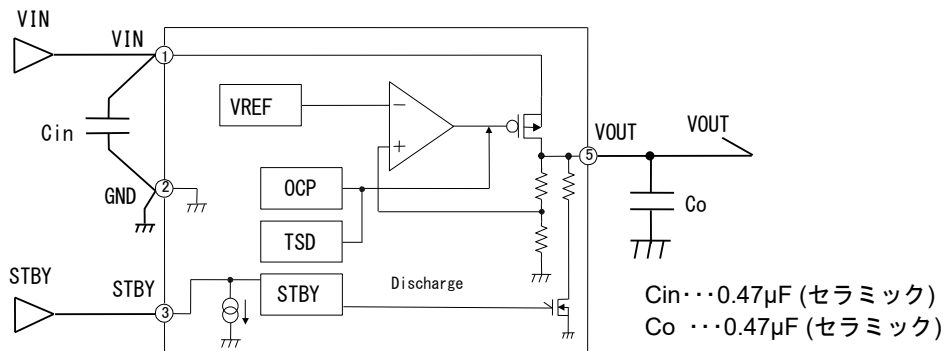 VIN
VIN
1
VREF
−
+
Cin
VOUT
VOUT
5
OCP
GND
2
Co
TSD
STBY
STBY
3
STBY
Discharge
Cin···0.47µF (セラミック)
Co ···0.47µF (セラミック)